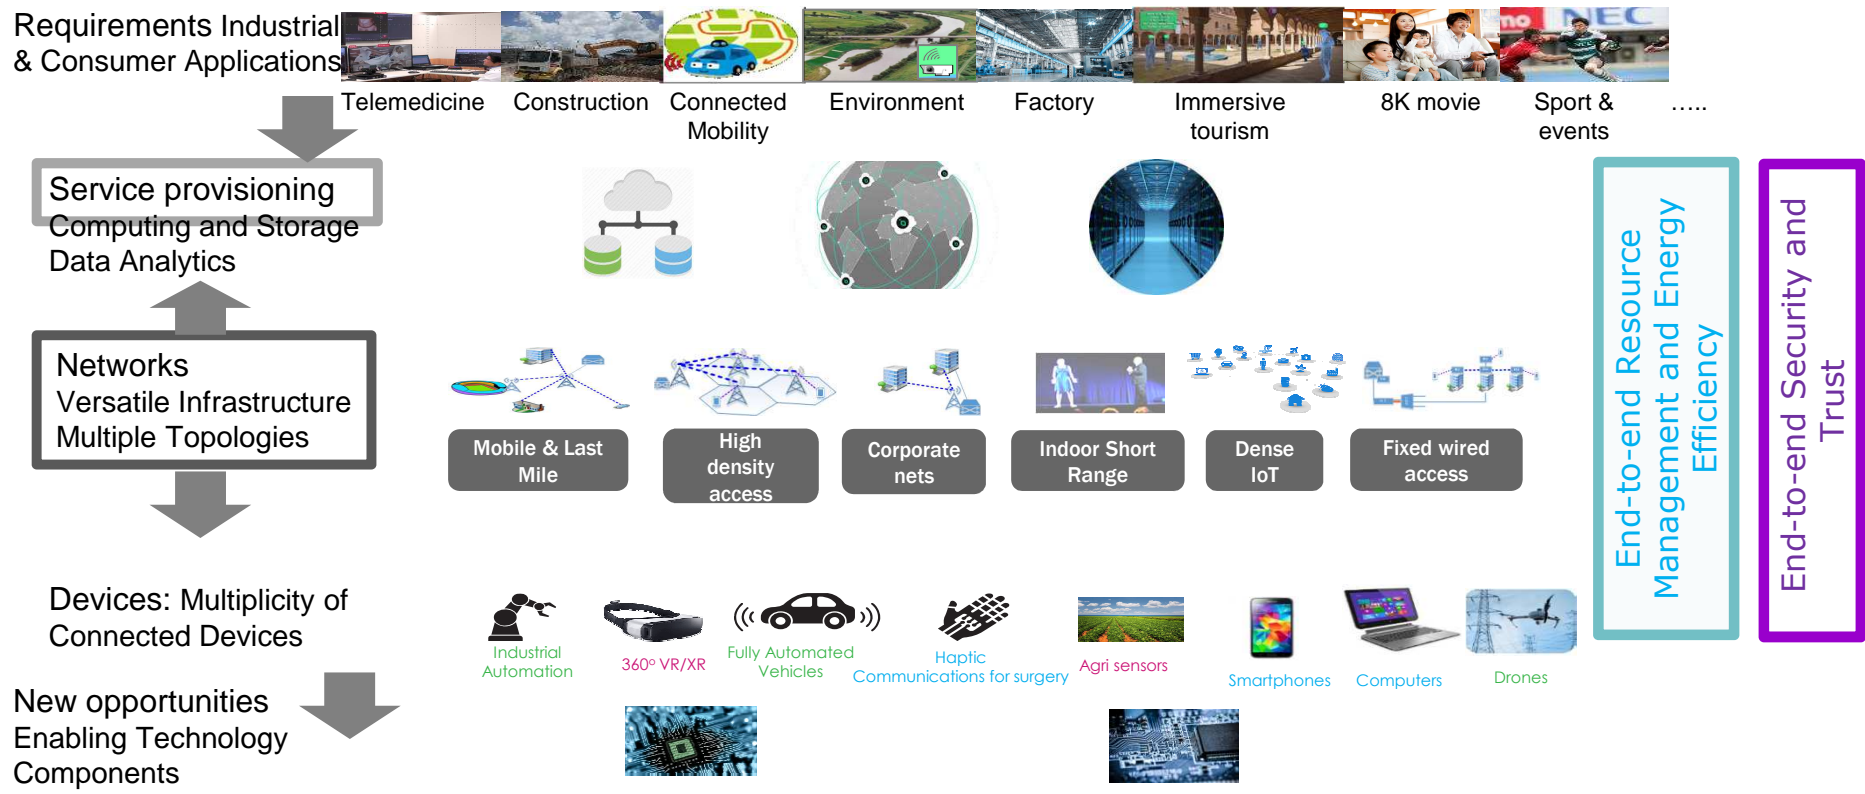 Requirements Industrial
& Consumer Applications
Telemedicine
Construction
Connected
Mobility
Environment
Factory
Immersive
tourism
8K movie
Sport &
events
.....
NEC
Service provisioning
Computing and Storage
Data Analytics
Networks
Versatile Infrastructure
Multiple Topologies
Mobile & Last
Mile
High
density
access
Corporate
nets
Indoor Short
Range
Dense
IoT
Fixed wired
access
Devices: Multiplicity of
Connected Devices
Industrial
Automation
360º VR/XR
Fully Automated
Vehicles
Haptic
Communications for surgery
Agri sensors
Smartphones
Computers
Drones
New opportunities
Enabling Technology
Components
End-to-end Resource
Management and Energy
Efficiency
End-to-end Security and
Trust